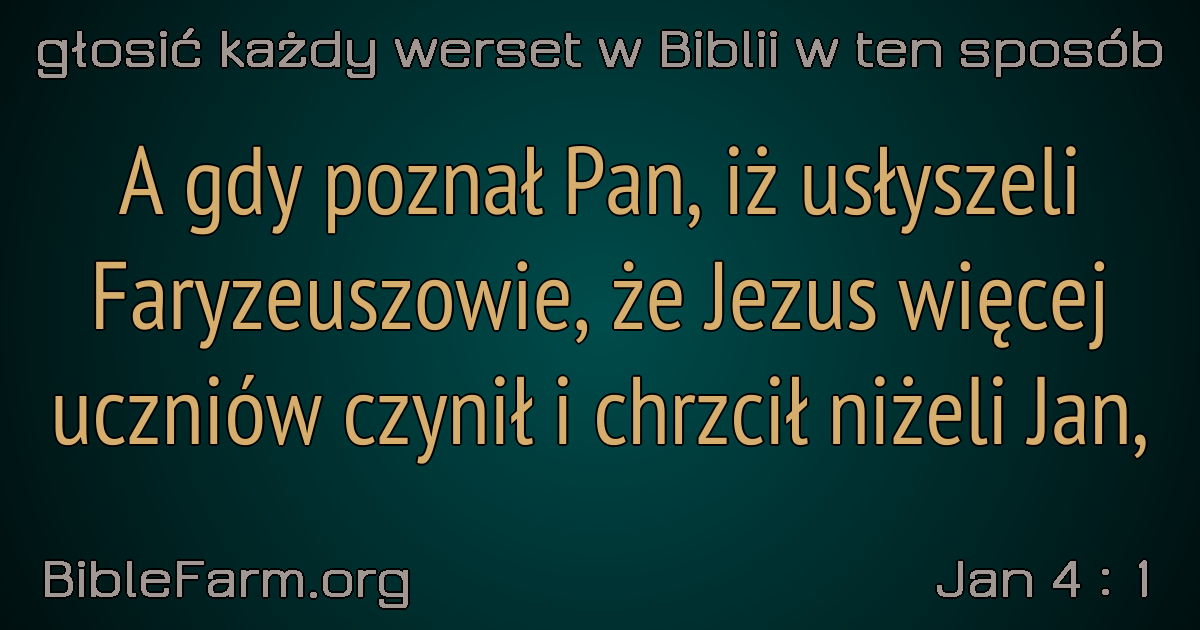 głosić każdy werset w Biblii w ten sposób
A gdy poznał Pan, iż usłyszeli
Faryzeuszowie, że Jezus więcej
uczniów czynił i chrzcił niżeli Jan,
BibleFarm.org
Jan 4 : 1